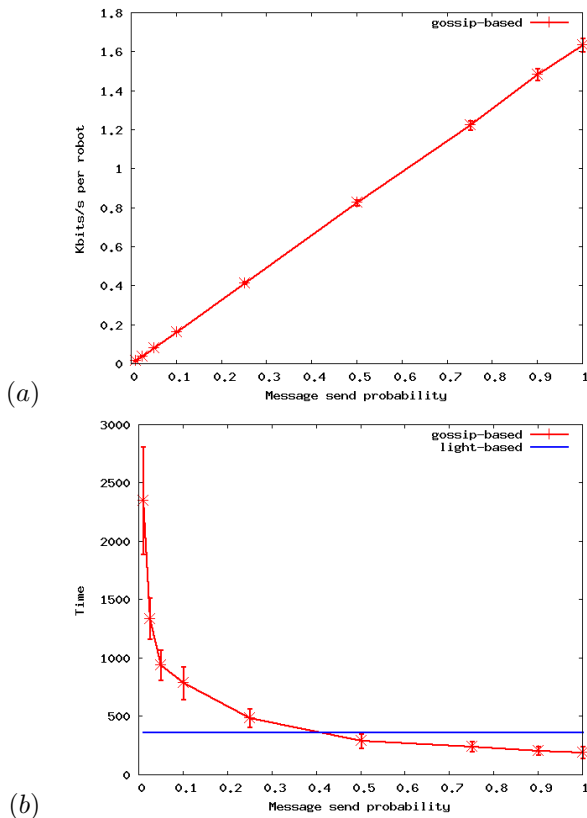 gossip-based
1.8
1.6
1.4
1.2
1
0.8
0.6
0.4
0.2
0
Kbits/s per robot
0 0.1 0.2 0.3 0.4 0.5 0.6 0.7 0.8 0.9 1
Message send probability
(a)
gossip-based
light-based
3000
2500
2000
1500
1000
500
0
Time
0 0.1 0.2 0.3 0.4 0.5 0.6 0.7 0.8 0.9 1
Message send probability
(b)